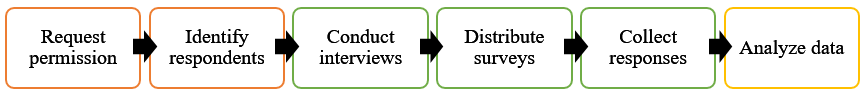 Request
permission
Identify
respondents
Conduct
interviews
Distribute
surveys
Collect
responses
Analyze data